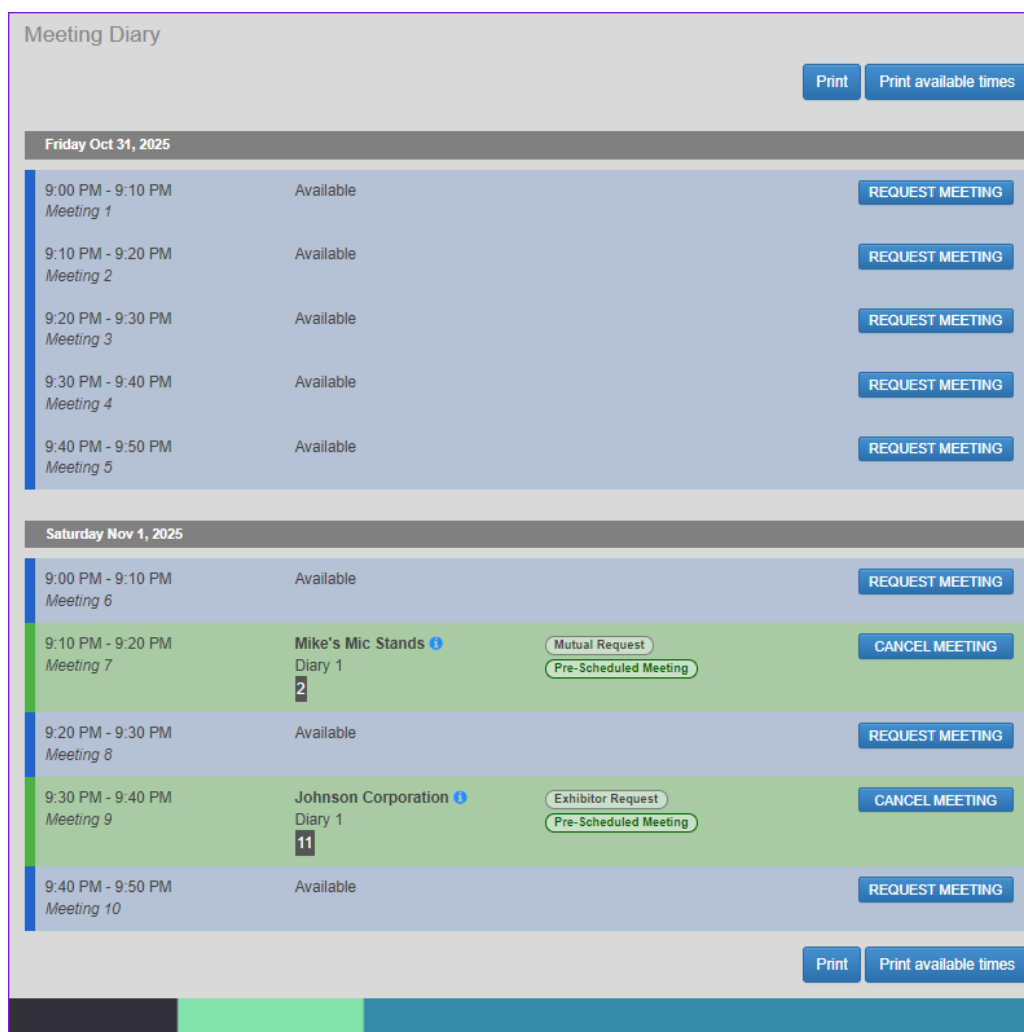 Meeting Diary
Print Print available times
Friday Oct 31, 2025
9:00 PM - 9:10 PM Available REQUEST MEETING
Meeting 1
9:10 PM - 9:20 PM Available REQUEST MEETING
Meeting 2
9:20 PM - 9:30 PM Available REQUEST MEETING
Meeting 3
9:30 PM - 9:40 PM Available REQUEST MEETING
Meeting 4
9:40 PM - 9:50 PM Available REQUEST MEETING
Meeting 5
Saturday Nov 1, 2025
9:00 PM - 9:10 PM Available REQUEST MEETING
Meeting 6
9:10 PM - 9:20 PM Mike's Mic Stands Mutual Request CANCEL MEETING
Meeting 7 Diary 1 Pre-Scheduled Meeting
2
9:20 PM - 9:30 PM Available REQUEST MEETING
Meeting 8
9:30 PM - 9:40 PM Johnson Corporation Exhibitor Request CANCEL MEETING
Meeting 9 Diary 1 Pre-Scheduled Meeting
11
9:40 PM - 9:50 PM Available REQUEST MEETING
Meeting 10
Print Print available times